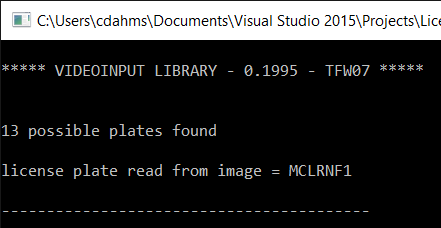 C:\Users\cdahms\Documents\Visual Studio 2015\Projects\Lice
***** VIDEOINPUT LIBRARY - 0.1995 - TFW07 *****
13 possible plates found
license plate read from image = MCLRNF1
-----------------------------------------